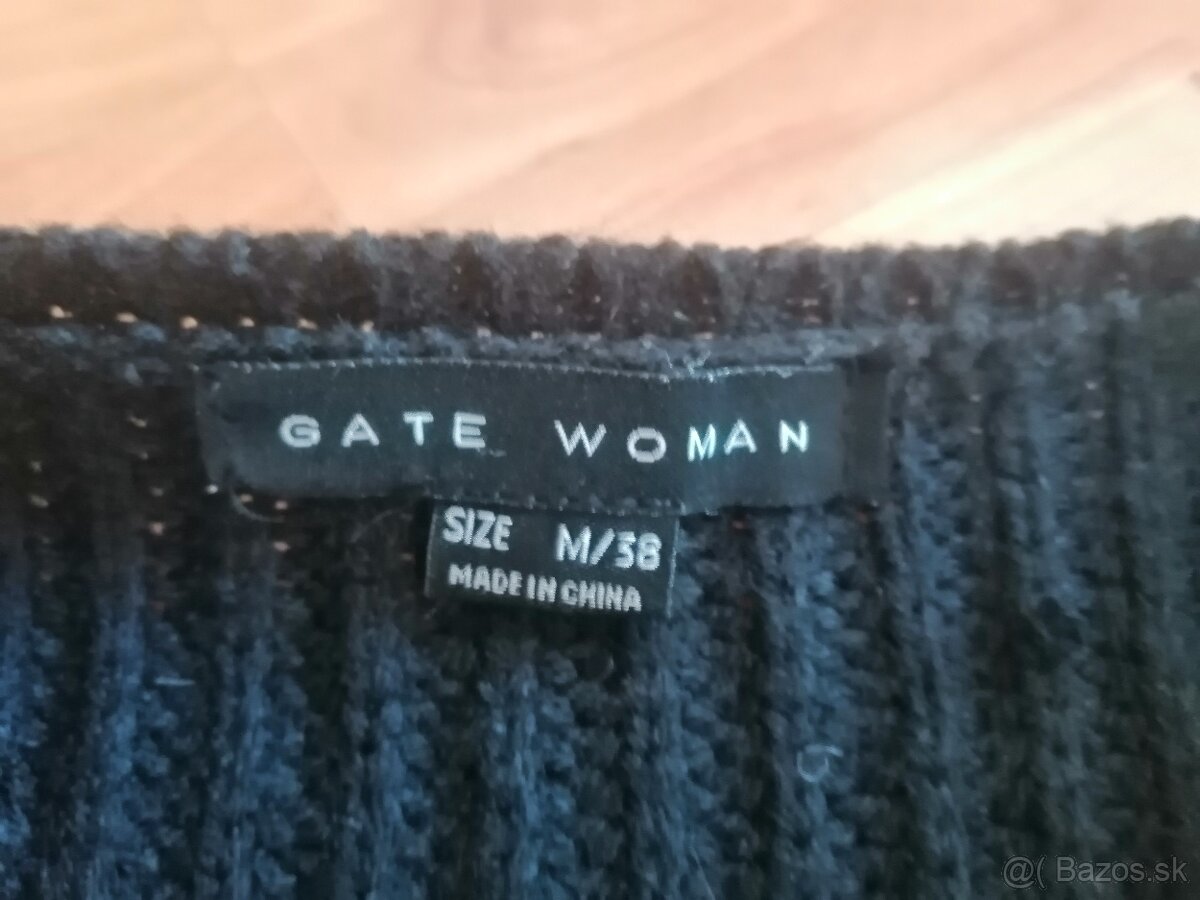 GATE WOMAN
SIZE M/38
MADE IN CHINA
@( Bazos.sk